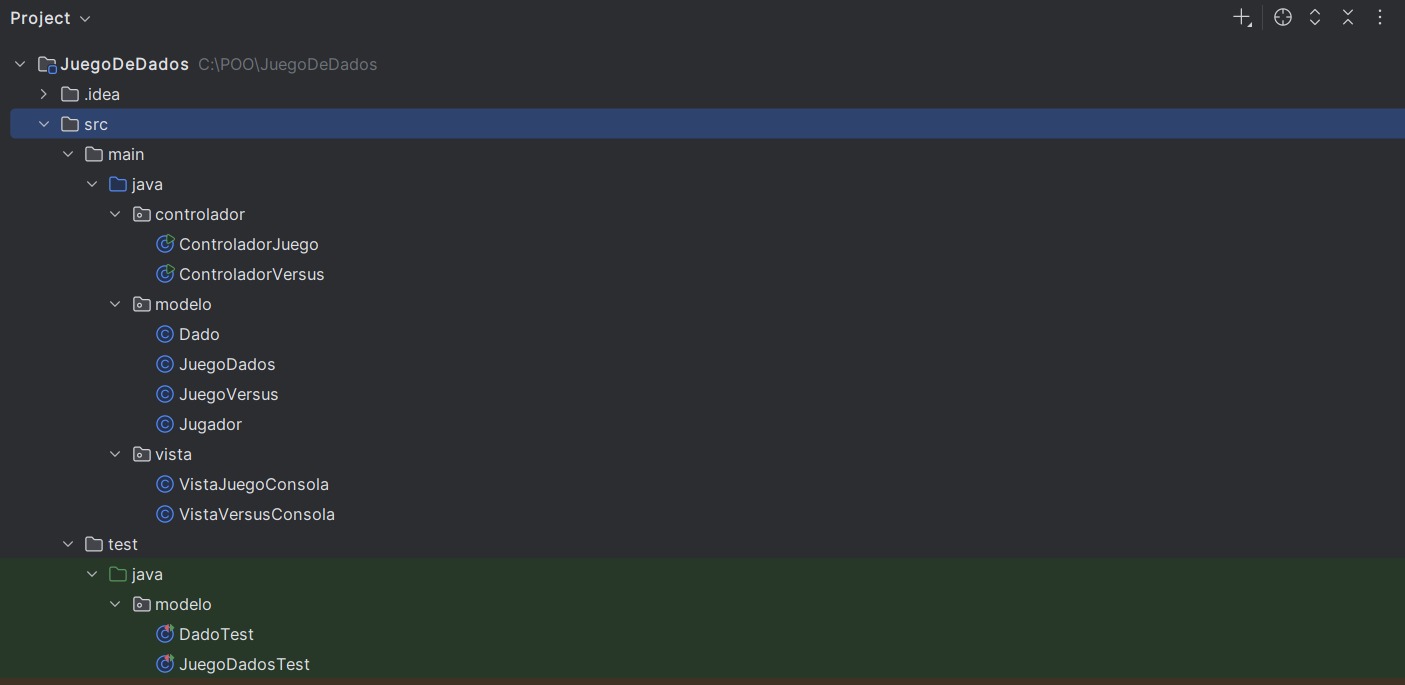 Project
JuegoDeDados C:\POO\JuegoDeDados
.idea
src
main
java
controlador
ControladorJuego
ControladorVersus
modelo
Dado
JuegoDados
JuegoVersus
Jugador
vista
VistaJuegoConsola
VistaVersusConsola
test
java
modelo
DadoTest
JuegoDadosTest